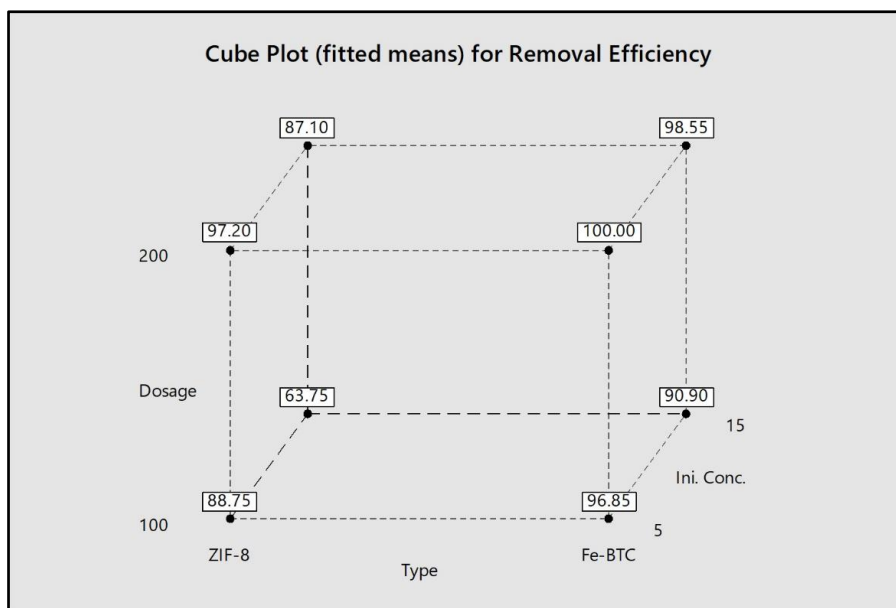 Cube Plot (fitted means) for Removal Efficiency
87.10
98.55
97.20
100.00
200
Dosage
63.75
90.90
15
Ini. Conc.
88.75
96.85
100
5
ZIF-8
Fe-BTC
Type